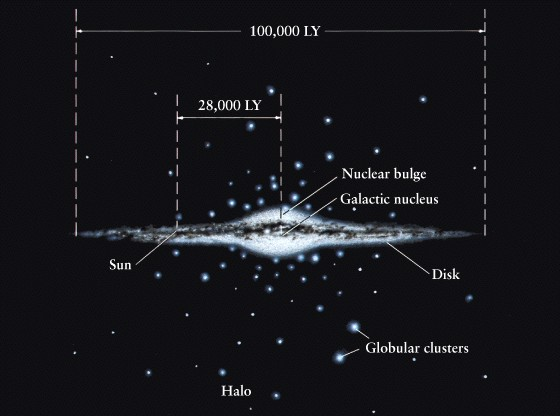 100,000 LY
28,000 LY
Nuclear bulge
Galactic nucleus
Sun
Disk
Globular clusters
Halo